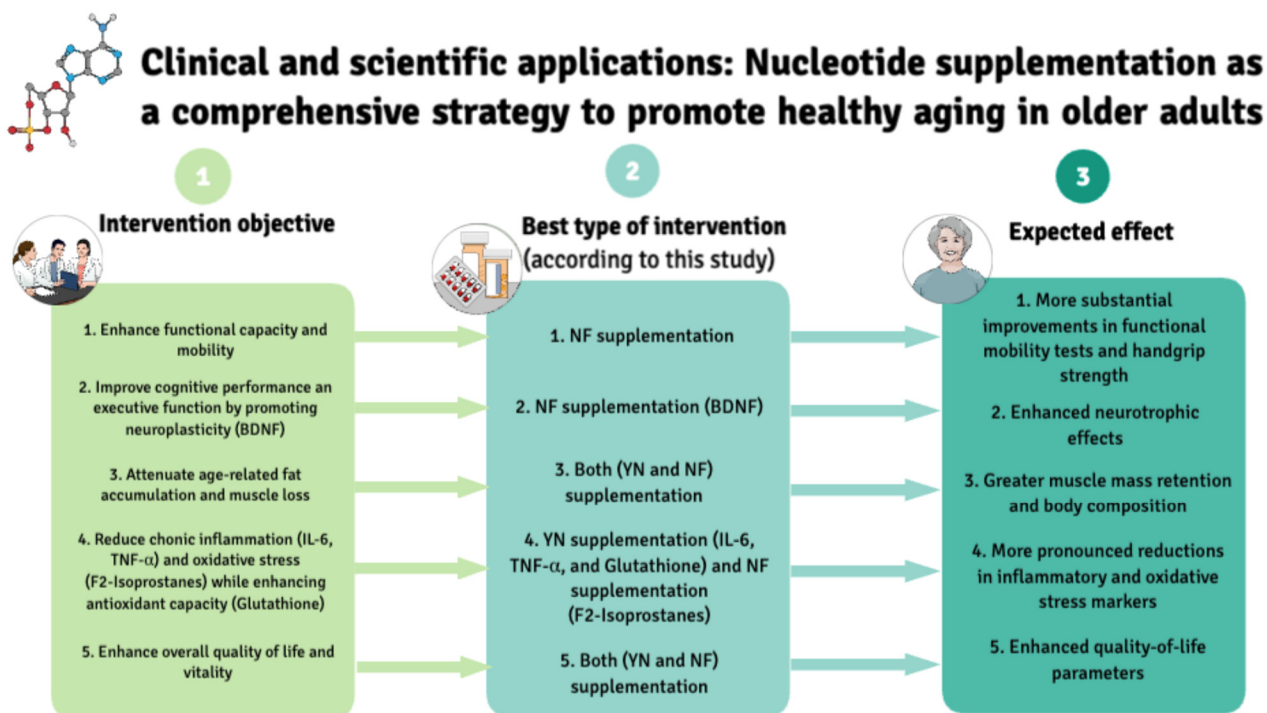 Clinical and scientific applications: Nucleotide supplementation as
a comprehensive strategy to promote healthy aging in older adults
1
Intervention objective
1. Enhance functional capacity and
mobility
2. Improve cognitive performance an
executive function by promoting
neuroplasticity (BDNF)
3. Attenuate age-related fat
accumulation and muscle loss
4. Reduce chonic inflammation (IL-6,
TNF-α) and oxidative stress
(F2-Isoprostanes) while enhancing
antioxidant capacity (Glutathione)
5. Enhance overall quality of life and
vitality
2
Best type of intervention
(according to this study)
1. NF supplementation
2. NF supplementation (BDNF)
3. Both (YN and NF)
supplementation
4. YN supplementation (IL-6,
TNF-α, and Glutathione) and NF
supplementation
(F2-Isoprostanes)
5. Both (YN and NF)
supplementation
3
Expected effect
1. More substantial
improvements in functional
mobility tests and handgrip
strength
2. Enhanced neurotrophic
effects
3. Greater muscle mass retention
and body composition
4. More pronounced reductions
in inflammatory and oxidative
stress markers
5. Enhanced quality-of-life
parameters